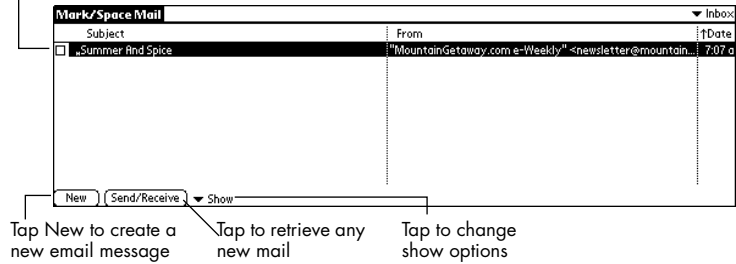 Mark/Space Mail ▼ Inbox
Subject From ↑Date
„Summer And Spice "MountainGetaway.com e-Weekly" <newsletter@mountain... 7:07 a
New Send/Receive ▼ Show
Tap New to create a
new email message
Tap to retrieve any
new mail
Tap to change
show options